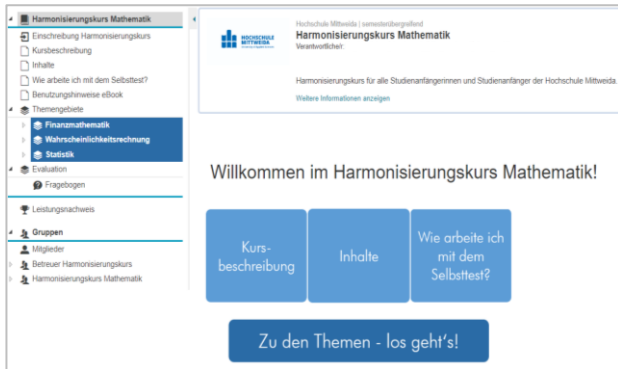 Harmonisierungskurs Mathematik
Einschreibung Harmonisierungskurs
Kursbeschreibung
Inhalte
Wie arbeite ich mit dem Selbsttest?
Benutzungshinweise eBook
Themengebiete
Finanzmathematik
Wahrscheinlichkeitsrechnung
Statistik
Evaluation
Fragebogen
Leistungsnachweis
Gruppen
Mitglieder
Betreuer Harmonisierungskurs
Harmonisierungskurs Mathematik
HOCHSCHULE
MITTWEIDA
Hochschule Mittweida | semesterübergreifend
Harmonisierungskurs Mathematik
Verantwortliche/r:
Harmonisierungskurs für alle Studienanfängerinnen und Studienanfänger der Hochschule Mittweida.
Weitere Informationen anzeigen
Willkommen im Harmonisierungskurs Mathematik!
Kurs-
beschreibung
Inhalte
Wie arbeite ich
mit dem
Selbsttest?
Zu den Themen - los geht's!